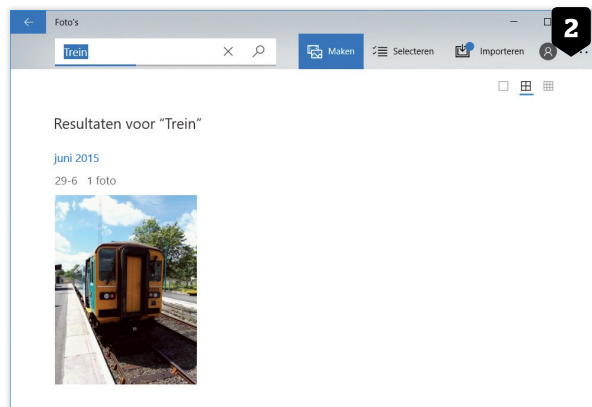 Foto's
2
Trein
Maken
Selecteren
Importeren
Resultaten voor “Trein”
juni 2015
29-6 1 foto